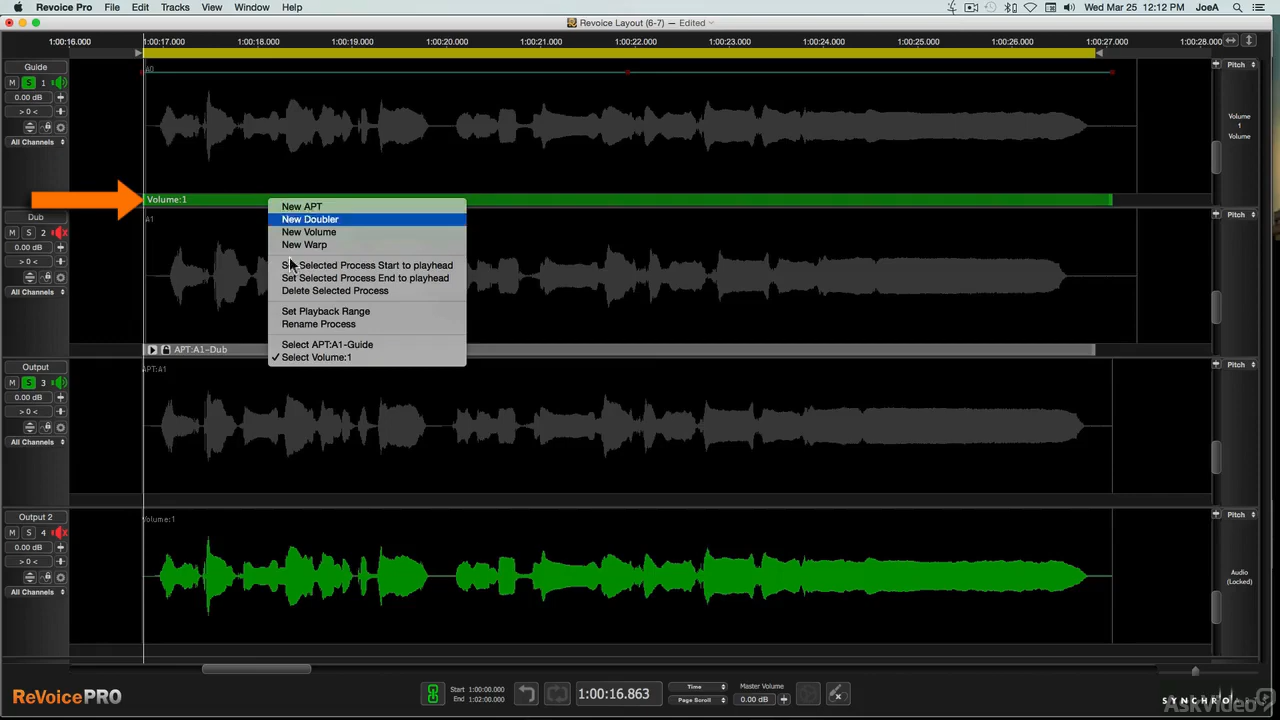 Revoice Pro File Edit Tracks View Window Help
Wed Mar 25 12:12 PM JoeA
Revoice Layout (6-7) — Edited
1:00:16.000 1:00:17.000 1:00:18.000 1:00:19.000 1:00:20.000 1:00:21.000 1:00:22.000 1:00:23.000 1:00:24.000 1:00:25.000 1:00:26.000 1:00:27.000 1:00:28.000
Guide
A0
Pitch
M S 1
0.00 dB
> 0 <
All Channels
Volume
1
Volume
Volume:1
New APT
New Doubler
New Volume
New Warp
Selected Process Start to playhead
Set Selected Process End to playhead
Delete Selected Process
Set Playback Range
Rename Process
Select APT:A1-Guide
✓ Select Volume:1
Dub
A1
Pitch
M S 2
0.00 dB
> 0 <
All Channels
APT:A1-Dub
Output
APT:A1
Pitch
M S 3
0.00 dB
> 0 <
All Channels
Output 2
Volume:1
Pitch
M S 4
0.00 dB
> 0 <
All Channels
Audio
(Locked)
ReVoice PRO
Start 1:00:00.000
End : 1:02:00.000
1:00:16.863
Time
Page Scroll
Master Volume
0.00 dB
AskVideo